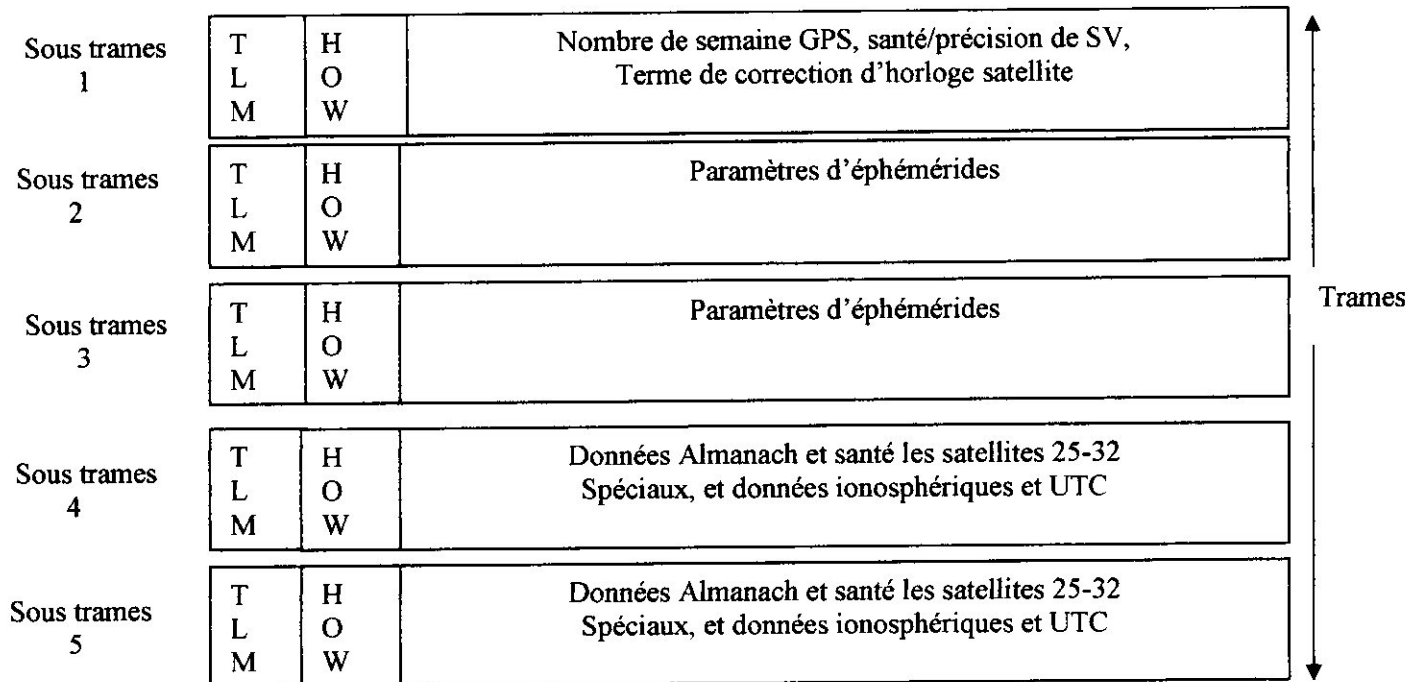 Sous trames
1
T
L
M
H
O
W
Nombre de semaine GPS, santé/précision de SV,
Terme de correction d'horloge satellite
Sous trames
2
T
L
M
H
O
W
Paramètres d'éphémérides
Sous trames
3
T
L
M
H
O
W
Paramètres d'éphémérides
Trames
Sous trames
4
T
L
M
H
O
W
Données Almanach et santé les satellites 25-32
Spéciaux, et données ionosphériques et UTC
Sous trames
5
T
L
M
H
O
W
Données Almanach et santé les satellites 25-32
Spéciaux, et données ionosphériques et UTC